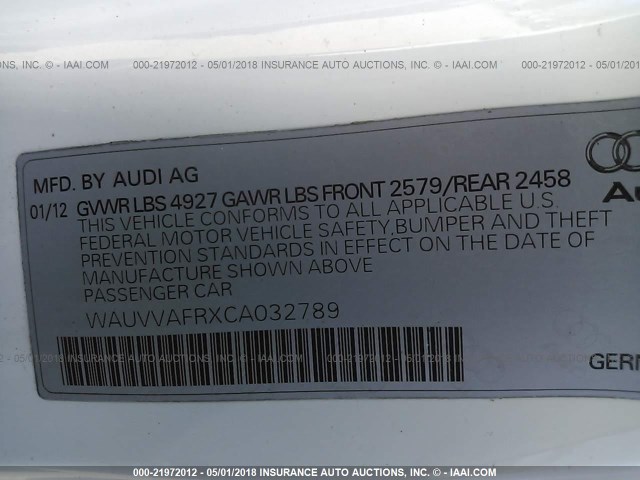 INC. © - IAAI.COM 000-21972012 - 05/01/2018 INSURANCE AUTO AUCTIONS, INC. © - IAAI.COM 000-21972012 - 05/01/2018
MFD. BY AUDI AG
01/12 GVWR LBS 4927 GAWR LBS FRONT 2579/REAR 2458
THIS VEHICLE CONFORMS TO ALL APPLICABLE U.S.
FEDERAL MOTOR VEHICLE SAFETY,BUMPER AND THEFT
PREVENTION STANDARDS IN EFFECT ON THE DATE OF
MANUFACTURE SHOWN ABOVE
PASSENGER CAR
WAUVVAFRXCA032789
000-21972012 - 05/01/2018 INSURANCE AUTO AUCTIONS, INC. © - IAAI.COM